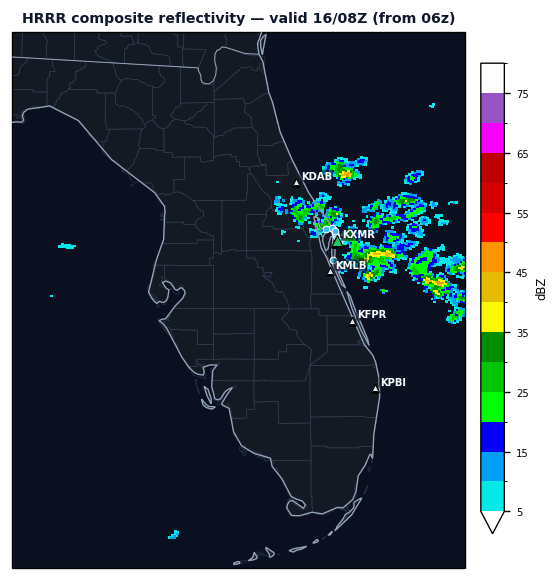 HRRR composite reflectivity — valid 16/08Z (from 06z)
75
65
55
45
35
25
15
5
dBZ
KDAB
KXMR
KMLB
KFPR
KPBI